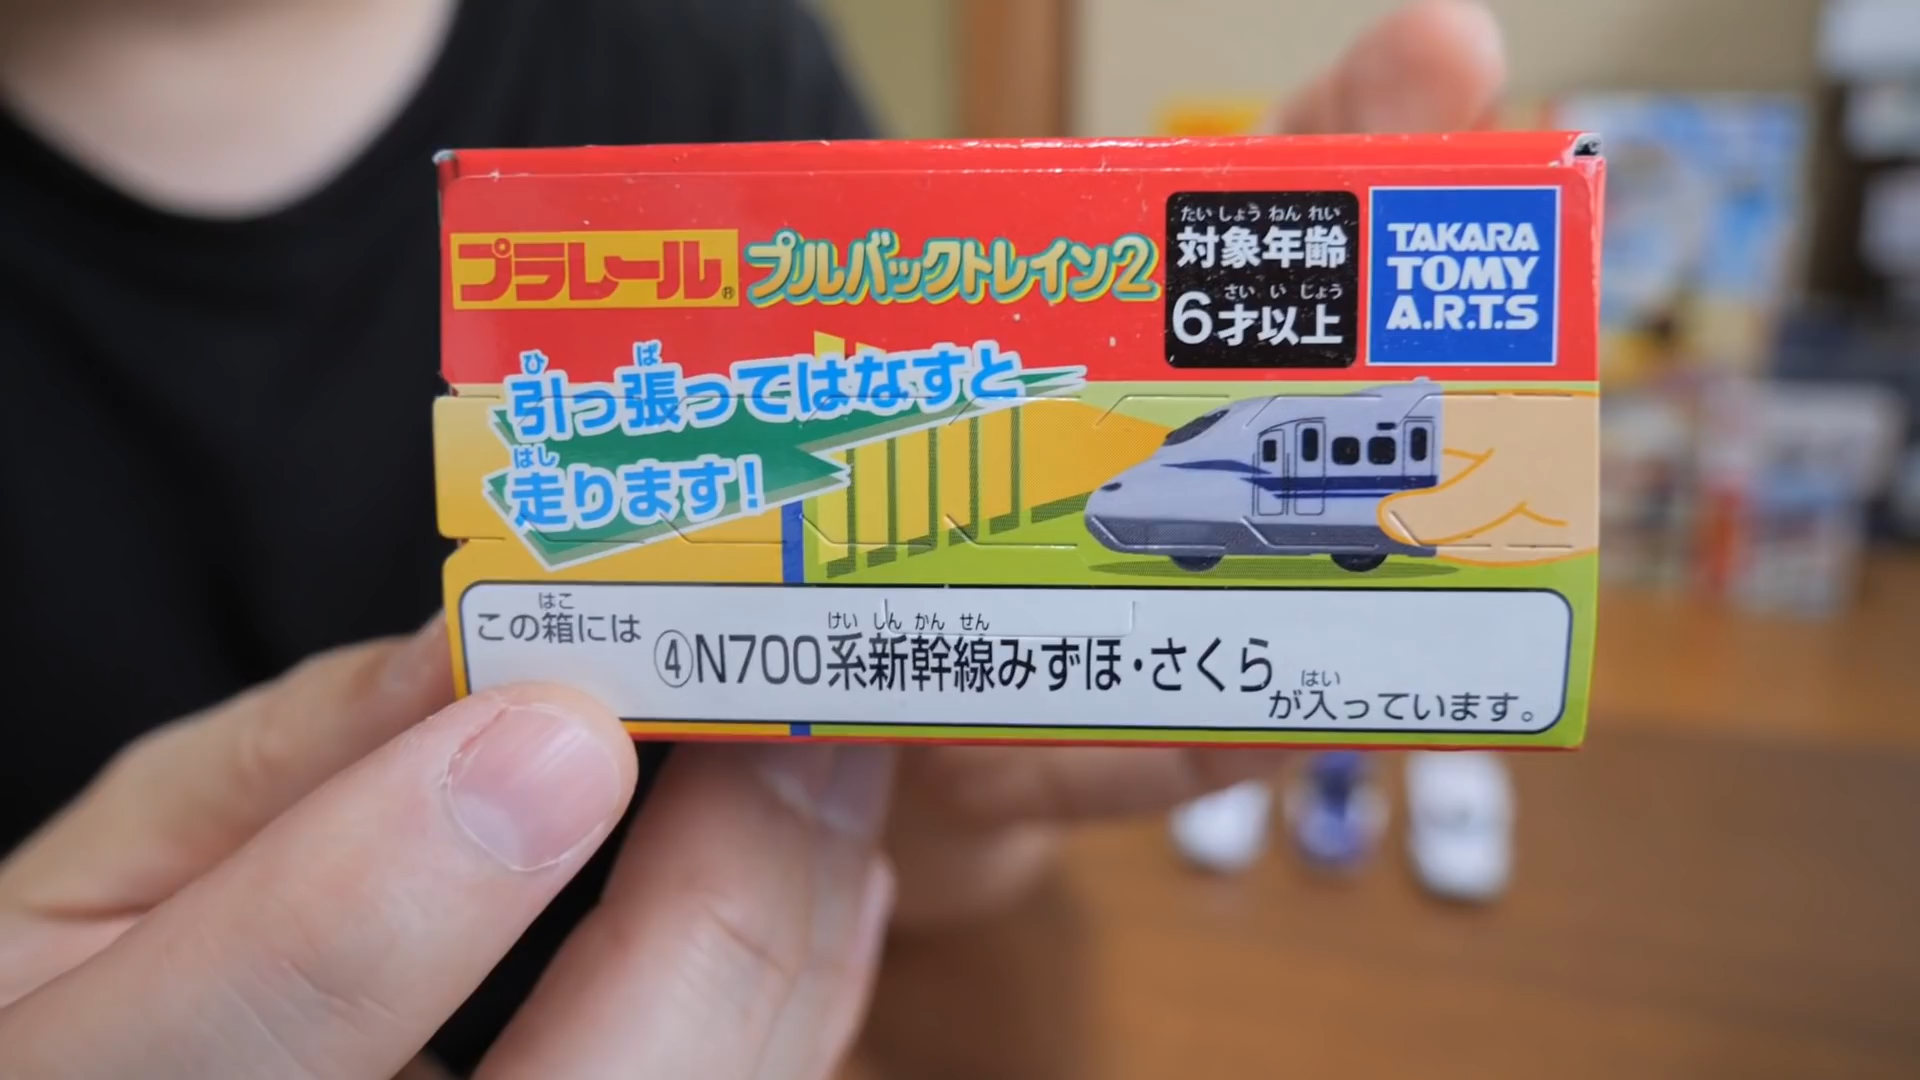 プラレール® プルバックトレイン2
たいしょうねんれい
対象年齢
さいいじょう
6才以上
TAKARA
TOMY
A.R.T.S
ひ ぱ
引っ張ってはなすと
はし
走ります!
はこ
この箱には
けい しん かん せん
④N700系新幹線みずほ・さくら
はい
が入っています。